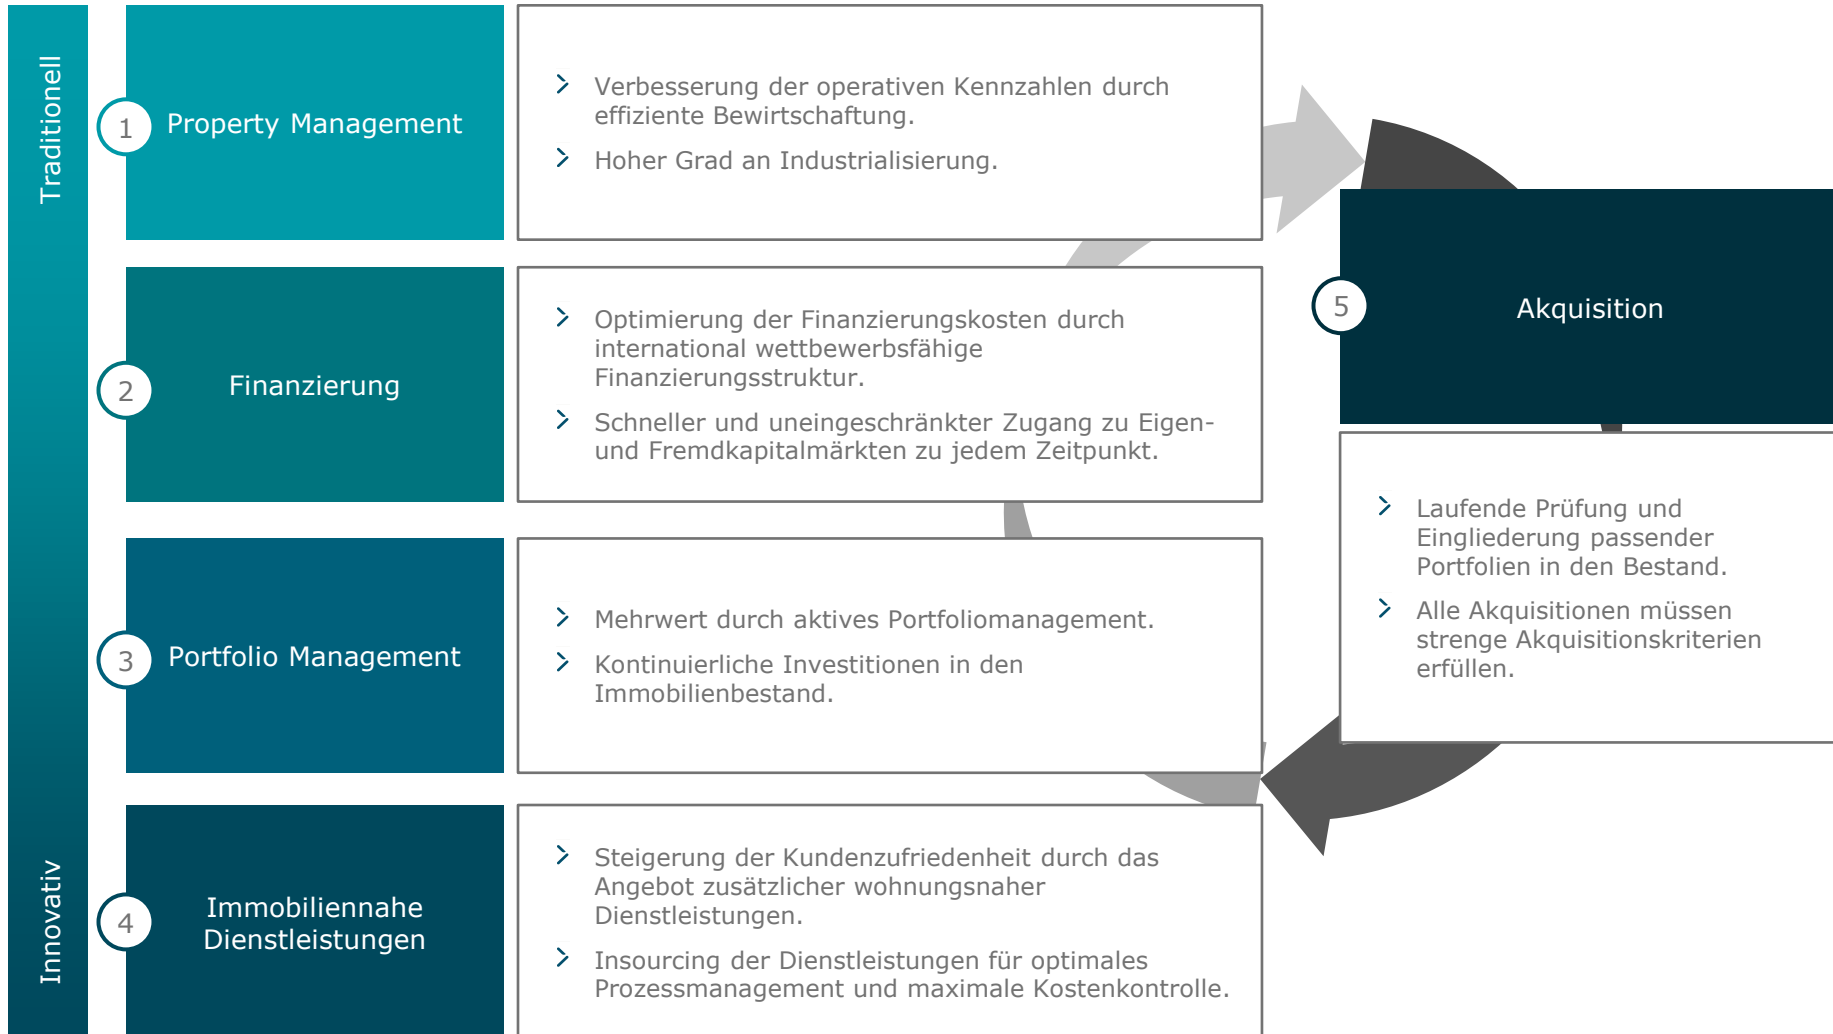 Traditionell
1
Property Management
Verbesserung der operativen Kennzahlen durch
effiziente Bewirtschaftung.
Hoher Grad an Industrialisierung.
2
Finanzierung
Optimierung der Finanzierungskosten durch
international wettbewerbsfähige
Finanzierungsstruktur.
Schneller und uneingeschränkter Zugang zu Eigen-
und Fremdkapitalmärkten zu jedem Zeitpunkt.
3
Portfolio Management
Mehrwert durch aktives Portfoliomanagement.
Kontinuierliche Investitionen in den
Immobilienbestand.
Innovativ
4
Immobiliennahe
Dienstleistungen
Steigerung der Kundenzufriedenheit durch das
Angebot zusätzlicher wohnungsnaher
Dienstleistungen.
Insourcing der Dienstleistungen für optimales
Prozessmanagement und maximale Kostenkontrolle.
5
Akquisition
Laufende Prüfung und
Eingliederung passender
Portfolien in den Bestand.
Alle Akquisitionen müssen
strenge Akquisitionskriterien
erfüllen.